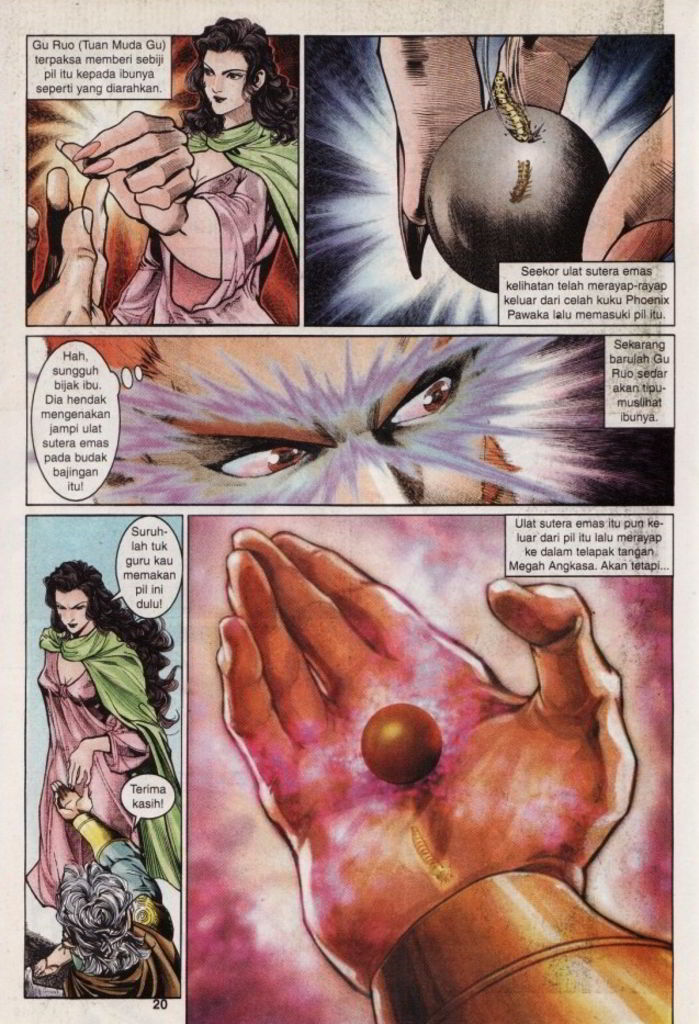 Gu Ruo (Tuan Muda Gu)
terpaksa memberi sebiji
pil itu kepada ibunya
seperti yang diarahkan.
Seekor ulat sutera emas
kelihatan telah merayap-rayap
keluar dari celah kuku Phoenix
Pawaka lalu memasuki pil itu.
Hah,
sungguh
bijak ibu.
Dia hendak
mengenakan
jampi ulat
sutera emas
pada budak
bajingan
itu!
Sekarang
barulah Gu
Ruo sedar
akan tipu-
muslihat
ibunya.
Suruh-
lah tuk
guru kau
memakan
pil ini
dulu!
Terima
kasih!
Ulat sutera emas itu pun ke-
luar dari pil itu lalu merayap
ke dalam telapak tangan
Megah Angkasa. Akan tetapi...
20